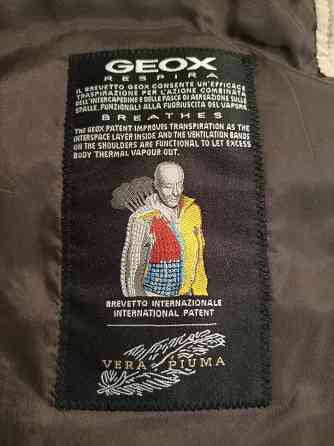 GEOX
RESPIRA
IL BREVETTO GEOX CONSENTE UN'EFFICACE
TRASPIRAZIONE PER L'AZIONE COMBINATA
DELL'INTERCAPEDINE E DELLE FASCE DI AERAZIONE SULLE
SPALLE, FUNZIONALI ALLA FUORIUSCITA DEL VAPORE.
BREATHES
THE GEOX PATENT IMPROVES TRANSPIRATION AS THE
INTERSPACE LAYER INSIDE AND THE VENTILATION BANDS
ON THE SHOULDERS ARE FUNCTIONAL TO LET EXCESS
BODY THERMAL VAPOUR OUT.
BREVETTO INTERNAZIONALE
INTERNATIONAL PATENT
VERA PIUMA